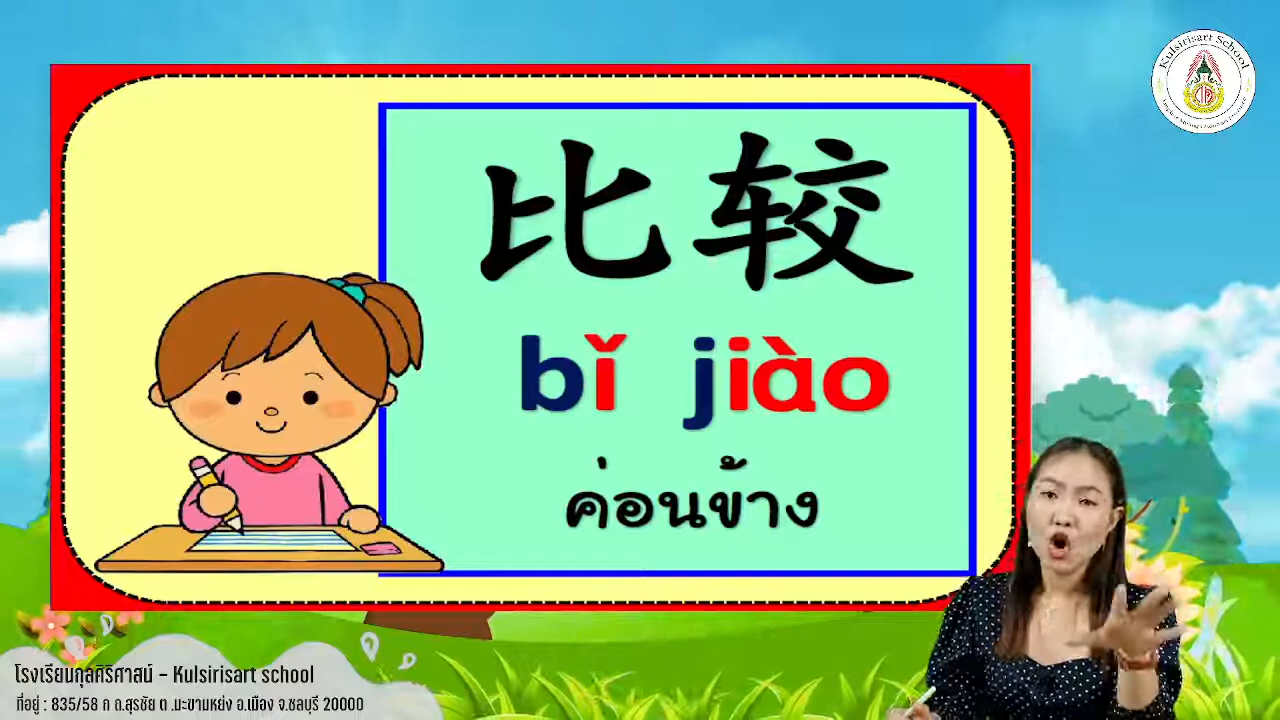 Kulsirisart School
比较
bǐ jiào
ค่อนข้าง
โรงเรียนกุลศิริศาสน์ - Kulsirisart school
ที่อยู่ : 835/58 ก ถ.สุรชัย ต .มะขามหย่ง อ.เมือง จ.ชลบุรี 20000